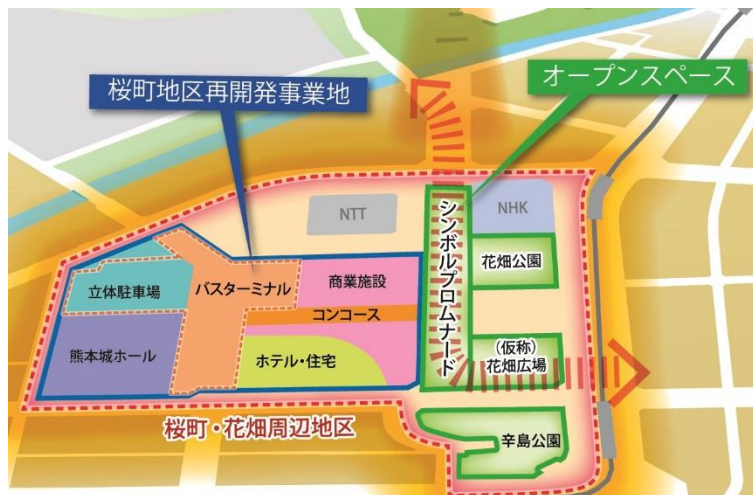 桜町地区再開発事業地
オープンスペース
NTT
シンボルプロムナード
NHK
花畑公園
立体駐車場
バスターミナル
商業施設
コンコース
熊本城ホール
ホテル・住宅
(仮称)
花畑広場
桜町・花畑周辺地区
辛島公園